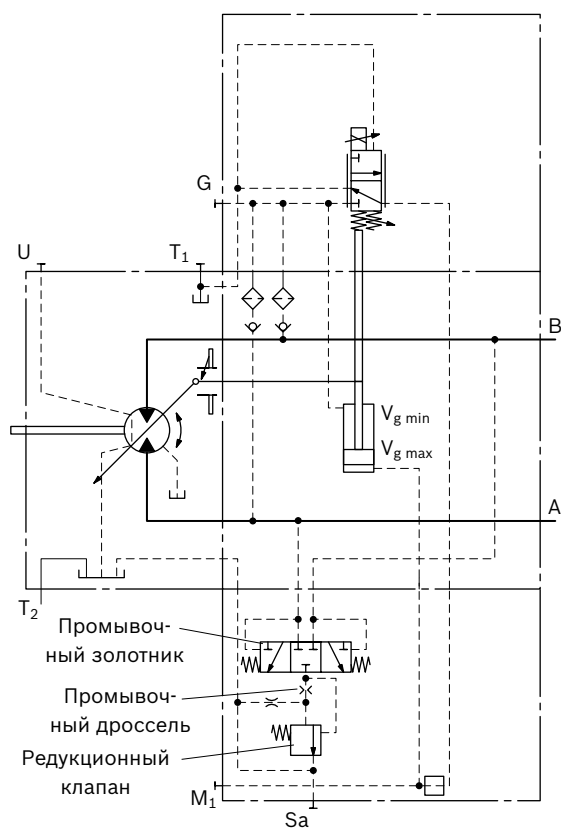 G
U
T1
B
Vg min
Vg max
A
T2
Промывоч-
ный золотник
Промывоч-
ный дроссель
Редукционный
клапан
M1
Sa